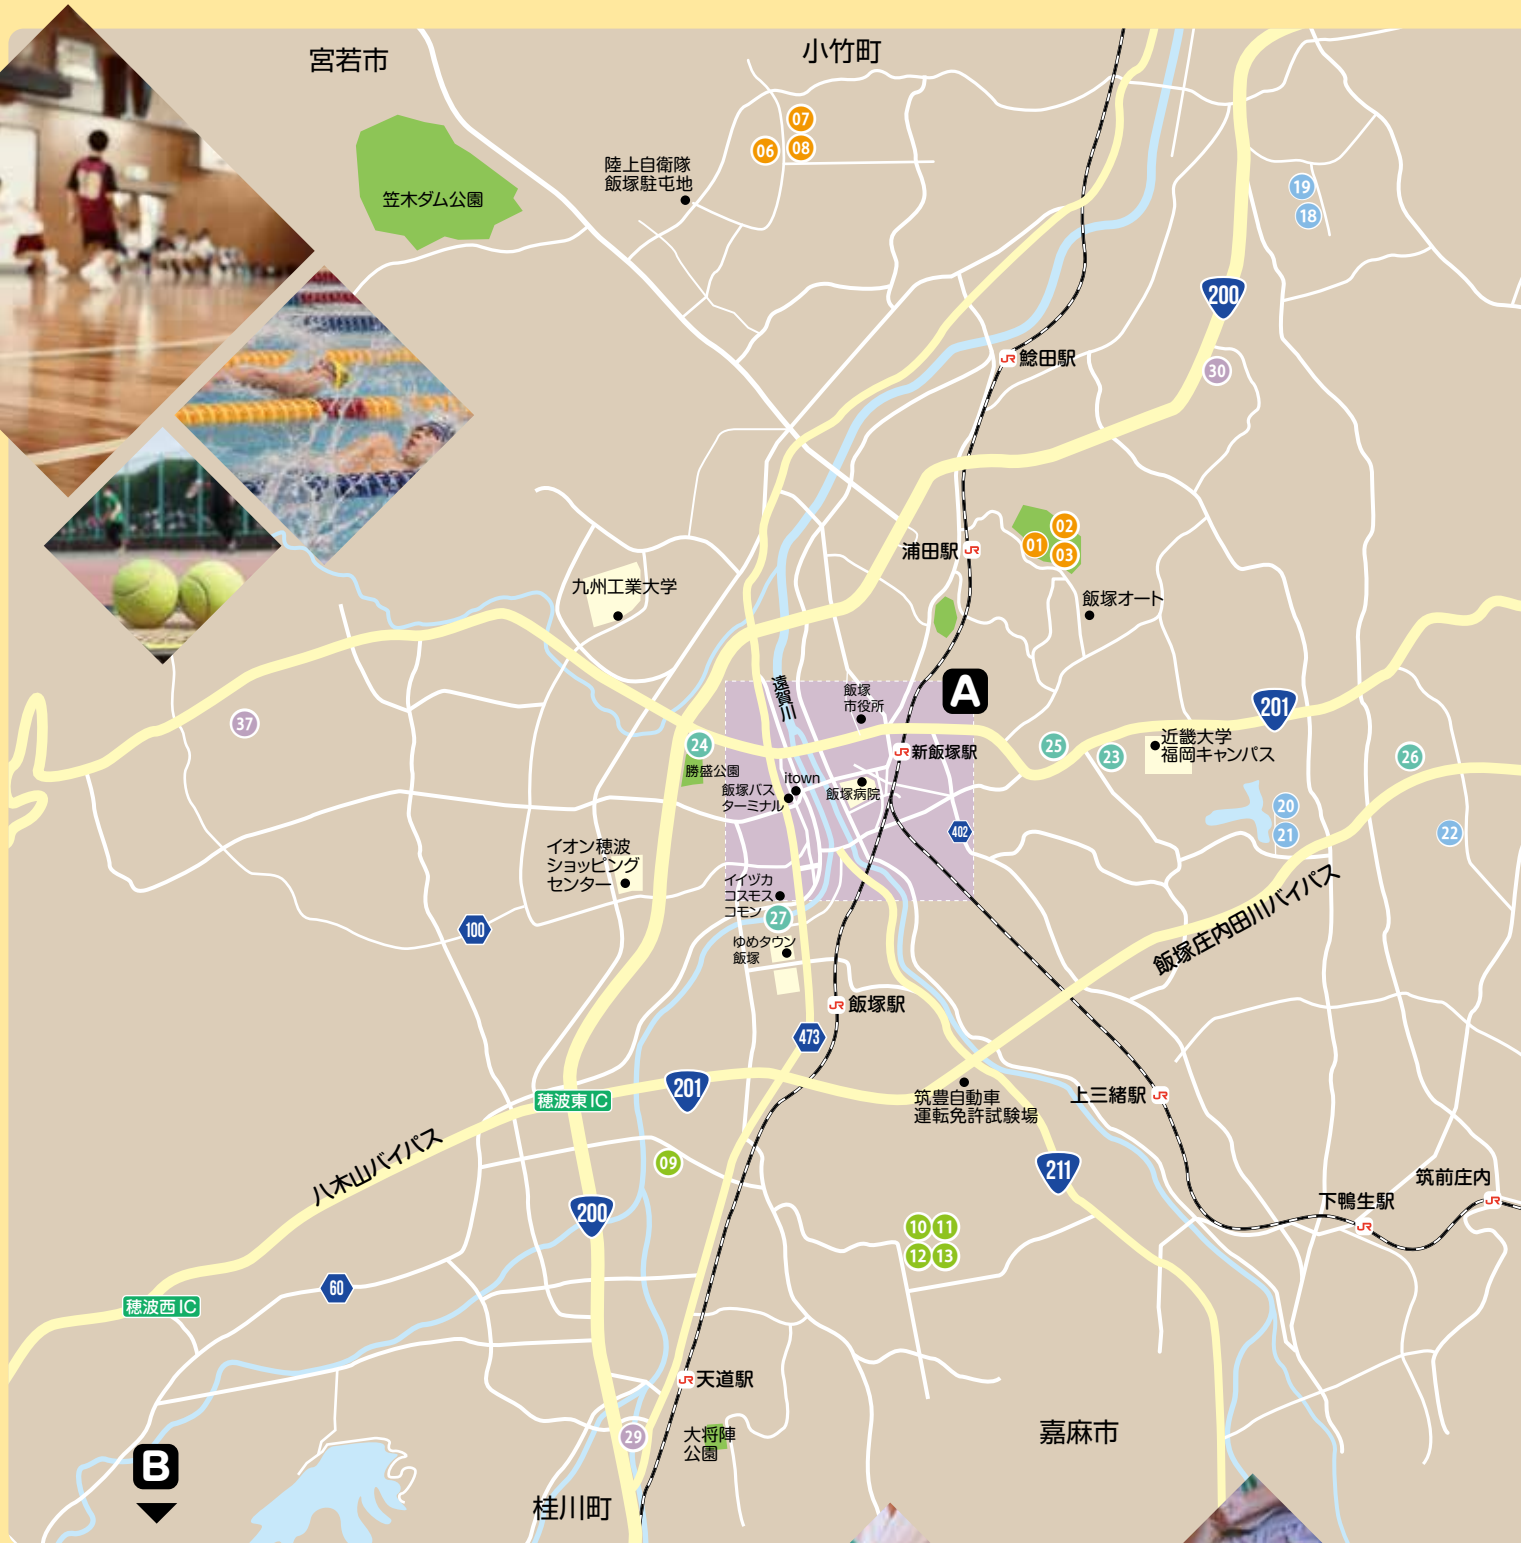 宮若市
小竹町
07
06
08
陸上自衛隊
飯塚駐屯地
笠木ダム公園
19
18
200
JR 鯰田駅
30
02
01
03
浦田駅 JR
九州工業大学
飯塚オート
A
遠賀川
飯塚
市役所
201
37
24
JR 新飯塚駅
25
23
近畿大学
福岡キャンパス
26
勝盛公園
itown
飯塚バス
ターミナル
飯塚病院
20
21
22
402
イオン穂波
ショッピング
センター
イイヅカ
コスモス
コモン
27
100
ゆめタウン
飯塚
飯塚庄内田川バイパス
JR 飯塚駅
473
201
穂波東IC
筑豊自動車
運転免許試験場
上三緒駅 JR
八木山バイパス
09
211
筑前庄内
JR
下鴨生駅
JR
200
10 11
12 13
60
穂波西IC
JR 天道駅
29
大将陣
公園
嘉麻市
B
桂川町